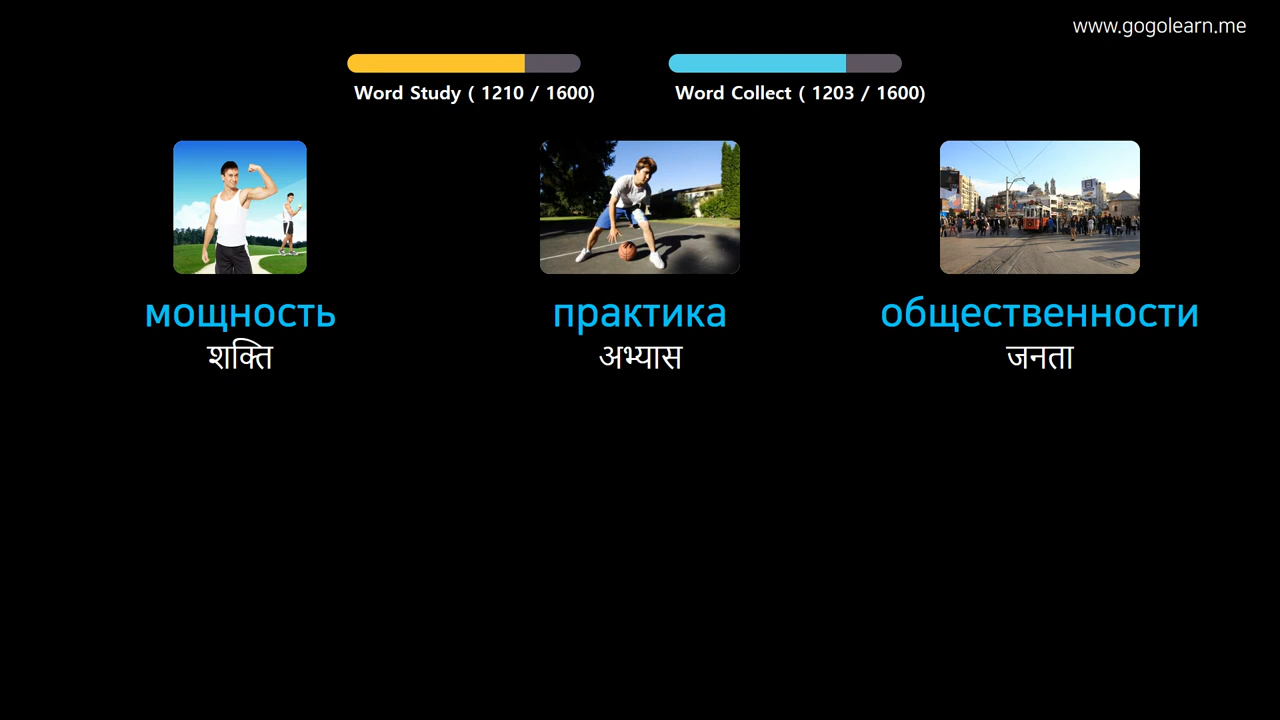 www.gogolearn.me
Word Study ( 1210 / 1600)
Word Collect ( 1203 / 1600)
мощность
практика
общественности
शक्ति
अभ्यास
जनता